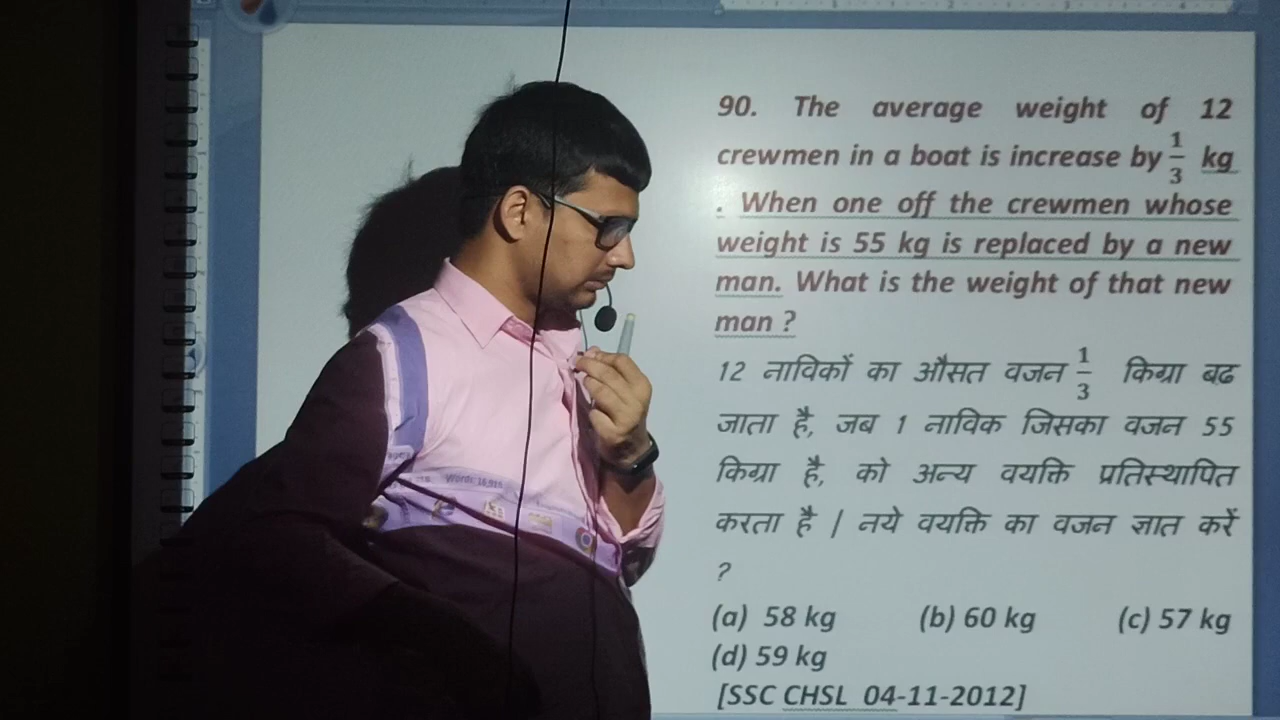 90. The average weight of 12
crewmen in a boat is increase by 1/3 kg
. When one off the crewmen whose
weight is 55 kg is replaced by a new
man. What is the weight of that new
man ?
12 नाविकों का औसत वजन 1/3 किग्रा बढ
जाता है, जब 1 नाविक जिसका वजन 55
किग्रा है, को अन्य वयक्ति प्रतिस्थापित
करता है / नये वयक्ति का वजन ज्ञात करें
?
(a) 58 kg (b) 60 kg (c) 57 kg
(d) 59 kg
[SSC CHSL 04-11-2012]